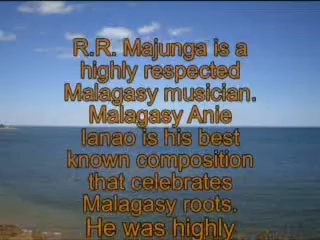 R.R. Majunga is a
highly respected
Malagasy musician.
Malagasy Anie
Ianao is his best
known composition
that celebrates
Malagasy roots.
He was highly